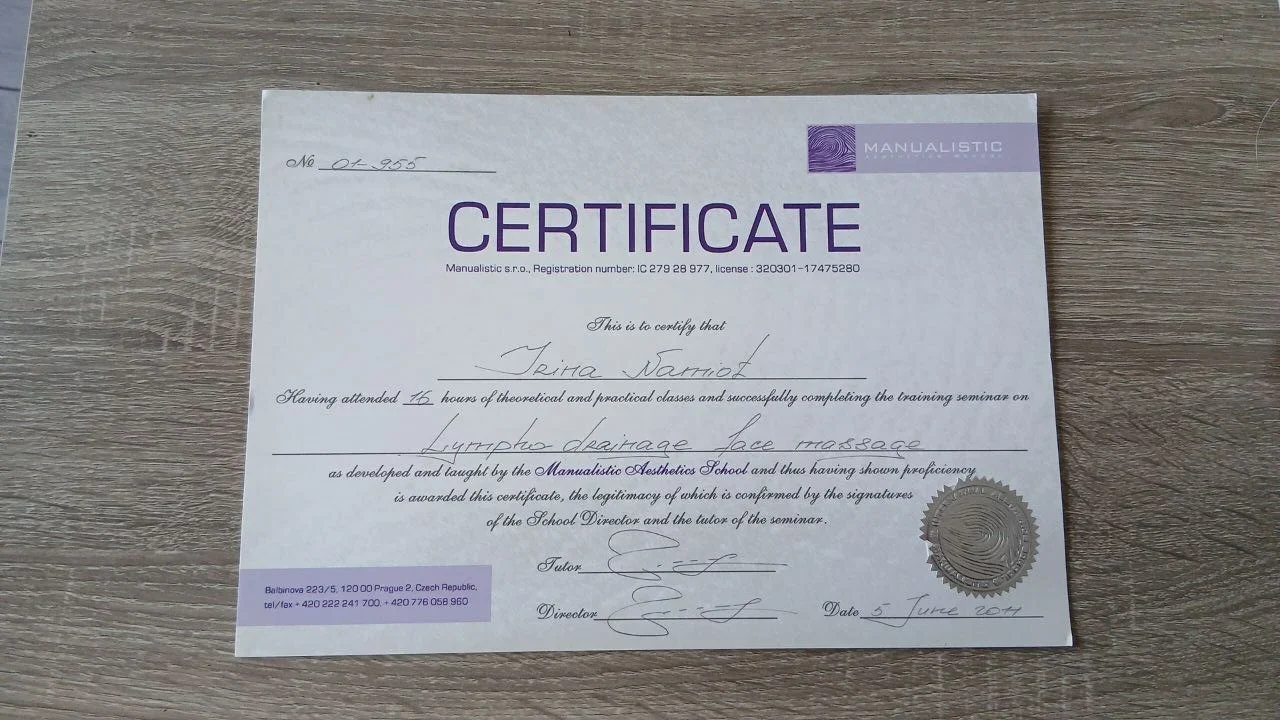 № 01-955
MANUALISTIC
AESTHETICS SCHOOL
CERTIFICATE
Manualistic s.r.o., Registration number: IC 279 28 977, license : 320301-17475280
This is to certify that
Irina Namiot
Having attended 16 hours of theoretical and practical classes and successfully completing the training seminar on
Lympho drainage face massage
as developed and taught by the Manualistic Aesthetics School and thus having shown proficiency
is awarded this certificate, the legitimacy of which is confirmed by the signatures
of the School Director and the tutor of the seminar.
Tutor
Director
Date 5 June 2011
Balbinova 223/5, 120 00 Prague 2, Czech Republic,
tel/fax + 420 222 241 700, + 420 776 058 960